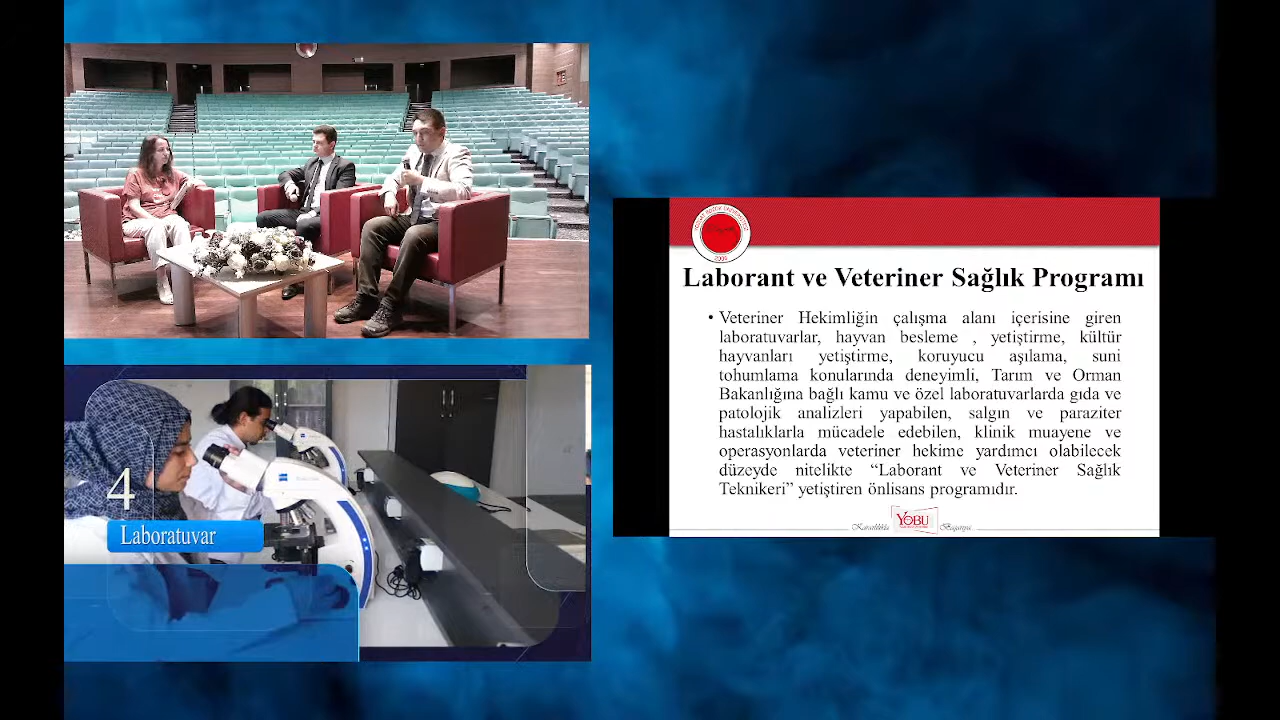 4
Laboratuvar
Laborant ve Veteriner Sağlık Programı
• Veteriner Hekimliğin çalışma alanı içerisine giren
laboratuvarlar, hayvan besleme , yetiştirme, kültür
hayvanları yetiştirme, koruyucu aşılama, suni
tohumlama konularında deneyimli, Tarım ve Orman
Bakanlığına bağlı kamu ve özel laboratuvarlarda gıda ve
patolojik analizleri yapabilen, salgın ve paraziter
hastalıklarla mücadele edebilen, klinik muayene ve
operasyonlarda veteriner hekime yardımcı olabilecek
düzeyde nitelikte “Laborant ve Veteriner Sağlık
Teknikeri” yetiştiren önlisans programıdır.
Kararlılıkla YOBU Başarıya